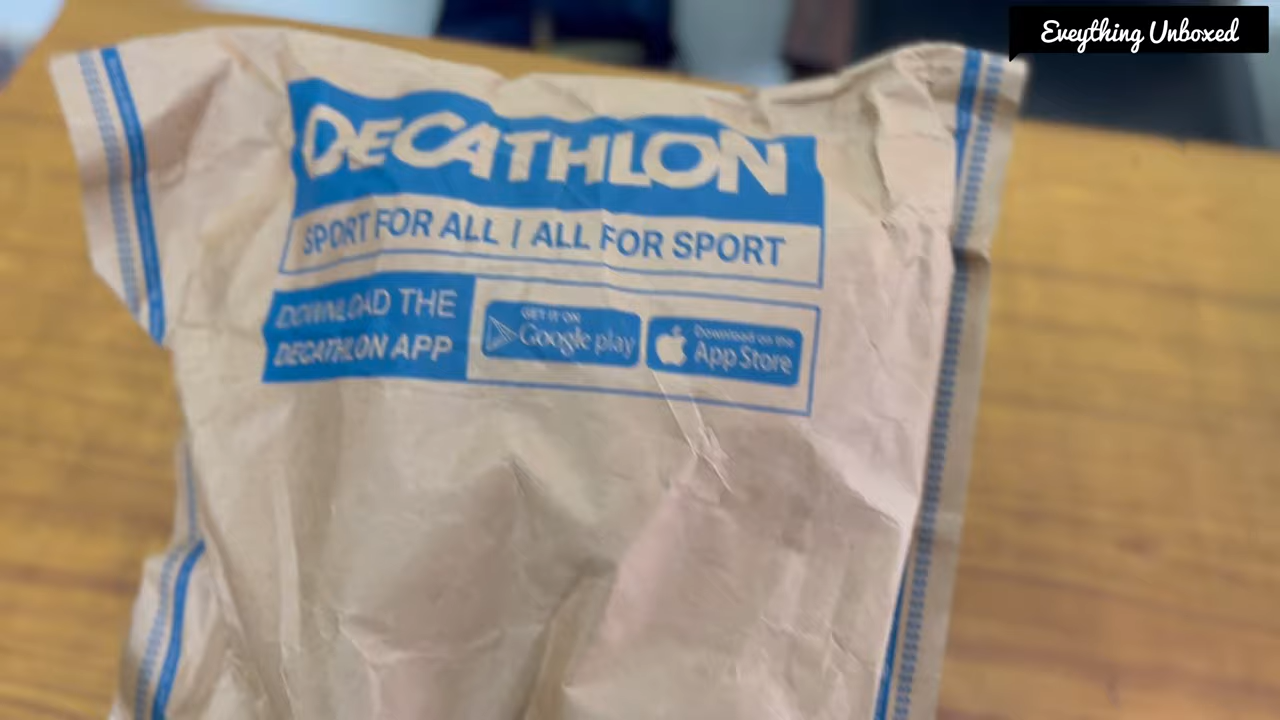 Eveything Unboxed
DECATHLON
SPORT FOR ALL | ALL FOR SPORT
DOWNLOAD THE
DECATHLON APP
GET IT ON
Google play
Download on the
App Store